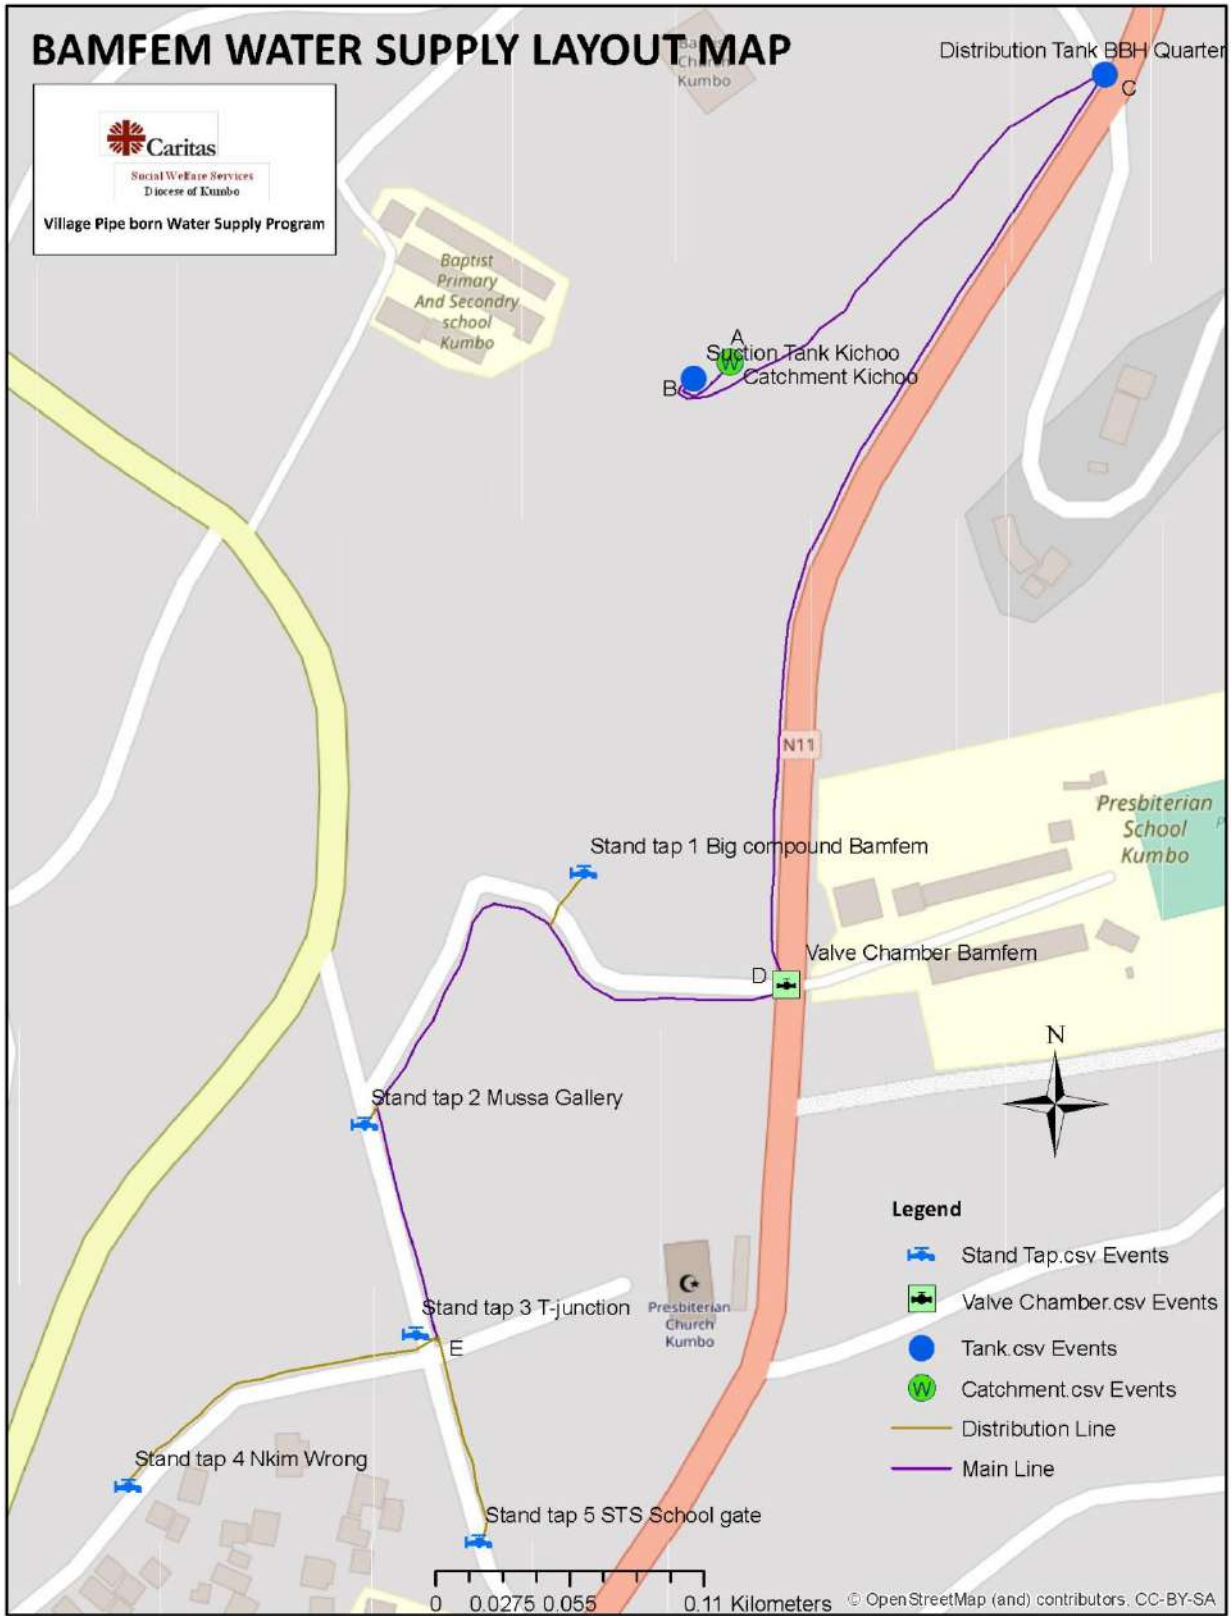 BAMFEM WATER SUPPLY LAYOUT MAP
Caritas
Social Welfare Services
Diocese of Kumbo
Village Pipe born Water Supply Program
Church
Kumbo
Distribution Tank BBH Quarter
C
Baptist
Primary
And Secondry
school
Kumbo
A
Suction Tank Kichoo
W
Catchment Kichoo
B
N11
Presbiterian
School
Kumbo
P
Stand tap 1 Big compound Bamfem
Valve Chamber Bamfem
D
N
Stand tap 2 Mussa Gallery
Stand tap 3 T-junction
E
Presbiterian
Church
Kumbo
Stand tap 4 Nkim Wrong
Stand tap 5 STS School gate
Legend
Stand Tap.csv Events
Valve Chamber.csv Events
Tank.csv Events
W
Catchment.csv Events
Distribution Line
Main Line
0 0.0275 0.055 0.11 Kilometers
© OpenStreetMap (and) contributors, CC-BY-SA